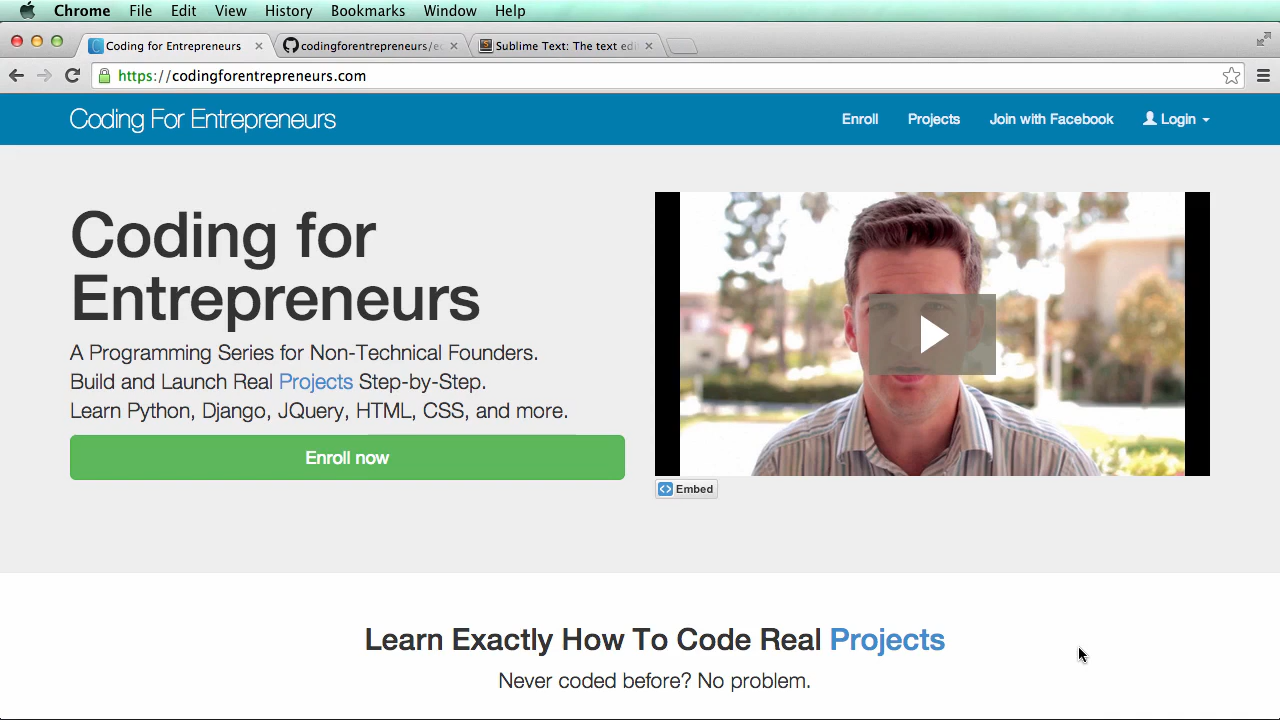 Chrome File Edit View History Bookmarks Window Help
Coding for Entrepreneurs
codingforentrepreneurs/e
Sublime Text: The text edi
https://codingforentrepreneurs.com
Coding For Entrepreneurs
Enroll Projects Join with Facebook Login
Coding for
Entrepreneurs
A Programming Series for Non-Technical Founders.
Build and Launch Real Projects Step-by-Step.
Learn Python, Django, JQuery, HTML, CSS, and more.
Enroll now
Embed
Learn Exactly How To Code Real Projects
Never coded before? No problem.